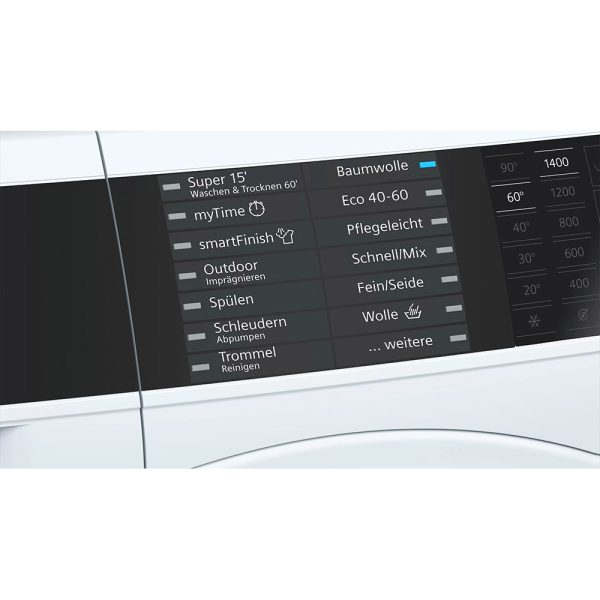 Super 15'
Waschen & Trocknen 60'
myTime
smartFinish
Outdoor
Imprägnieren
Spülen
Schleudern
Abpumpen
Trommel
Reinigen
Baumwolle
Eco 40-60
Pflegeleicht
Schnell/Mix
Fein/Seide
Wolle
... weitere
90° 1400
60° 1200
40° 800
30° 600
20° 400